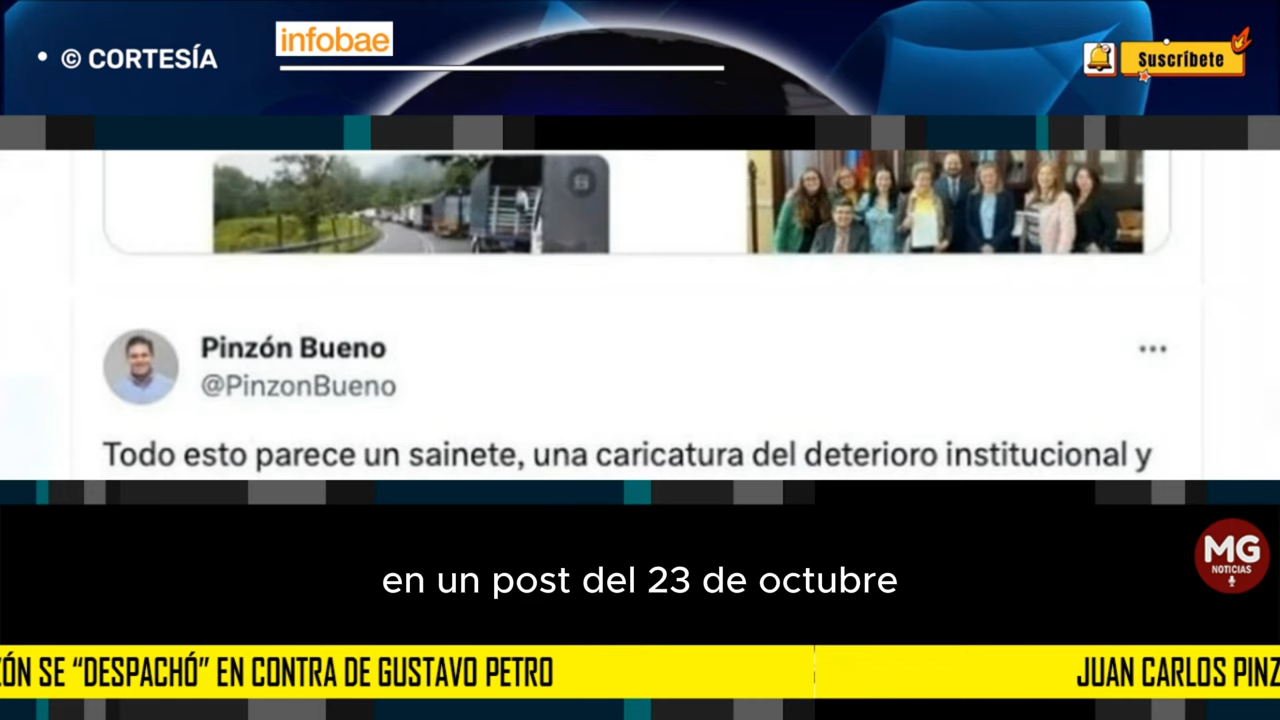 • © CORTESÍA
infobae
Suscríbete
Pinzón Bueno
@PinzonBueno
Todo esto parece un sainete, una caricatura del deterioro institucional y
en un post del 23 de octubre
MG
NOTICIAS
ZÓN SE “DESPACHÓ” EN CONTRA DE GUSTAVO PETRO
JUAN CARLOS PINZ